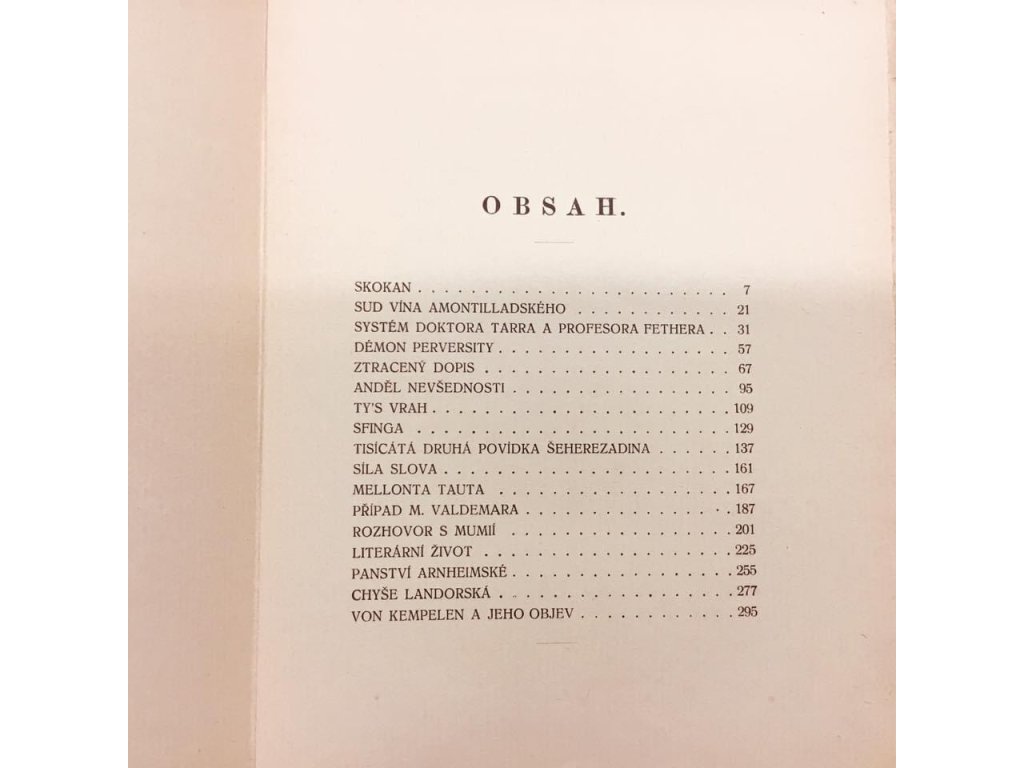 OBSAH.
SKOKAN . . . . . . . . . . . . . . . . . . . . . . . . 7
SUD VÍNA AMONTILLADSKÉHO . . . . . . . . . . . . 21
SYSTÉM DOKTORA TARRA A PROFESORA FETHERA . . 31
DÉMON PERVERSITY . . . . . . . . . . . . . . . . . . 57
ZTRACENÝ DOPIS . . . . . . . . . . . . . . . . . . . 67
ANDĚL NEVŠEDNOSTI . . . . . . . . . . . . . . . . . 95
TY'S VRAH . . . . . . . . . . . . . . . . . . . . . . . 109
SFINGA . . . . . . . . . . . . . . . . . . . . . . . . 129
TISÍCÁTÁ DRUHÁ POVÍDKA ŠEHEREZADINA . . . . . . 137
SÍLA SLOVA . . . . . . . . . . . . . . . . . . . . . . 161
MELLONTA TAUTA . . . . . . . . . . . . . . . . . . 167
PŘÍPAD M. VALDEMARA . . . . . . . . . . . . . . . . 187
ROZHOVOR S MUMIÍ . . . . . . . . . . . . . . . . . 201
LITERÁRNÍ ŽIVOT . . . . . . . . . . . . . . . . . . . 225
PANSTVÍ ARNHEIMSKÉ . . . . . . . . . . . . . . . . . 255
CHYŠE LANDORSKÁ . . . . . . . . . . . . . . . . . . 277
VON KEMPELEN A JEHO OBJEV . . . . . . . . . . . . 295